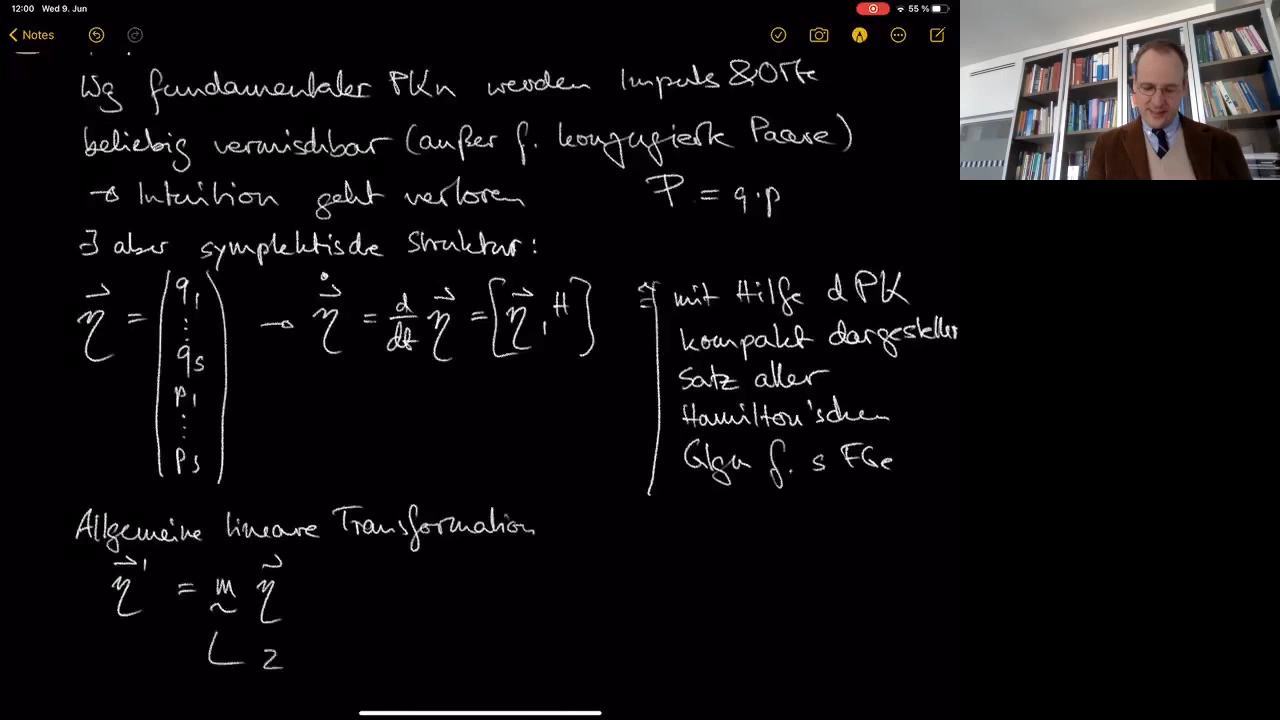 12:00 Wed 9. Jun 55 %
Notes
Wg fundamentaler PKn werden Impuls & Orte
beliebig vermischbar (außer f. konjugierte Paare)
→ Intuition geht verloren P = q·p
∃ aber symplektische Struktur:
η⃗ = (q₁ ⋮ qₛ p₁ ⋮ pₛ) → η⃗̇ = d/dt η⃗ = [η⃗, H]
≙ mit Hilfe d PK
kompakt dargestellter
Satz aller
Hamilton'schen
Glgn f. s FGe
Allgemeine lineare Transformation
η⃗' = m η⃗
~
2